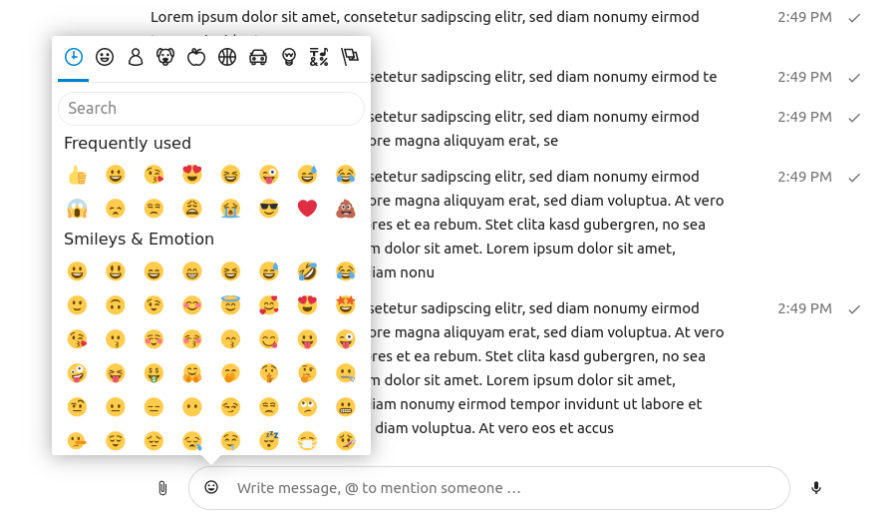 Lorem ipsum dolor sit amet, consetetur sadipscing elitr, sed diam nonumy eirmod 2:49 PM
Search
Frequently used
Smileys & Emotion
setetur sadipscing elitr, sed diam nonumy eirmod te 2:49 PM
setetur sadipscing elitr, sed diam nonumy eirmod 2:49 PM
ore magna aliquyam erat, se
setetur sadipscing elitr, sed diam nonumy eirmod 2:49 PM
ore magna aliquyam erat, sed diam voluptua. At vero
res et ea rebum. Stet clita kasd gubergren, no sea
m dolor sit amet. Lorem ipsum dolor sit amet,
iam nonu
setetur sadipscing elitr, sed diam nonumy eirmod 2:49 PM
ore magna aliquyam erat, sed diam voluptua. At vero
res et ea rebum. Stet clita kasd gubergren, no sea
m dolor sit amet. Lorem ipsum dolor sit amet,
iam nonumy eirmod tempor invidunt ut labore et
diam voluptua. At vero eos et accus
Write message, @ to mention someone …